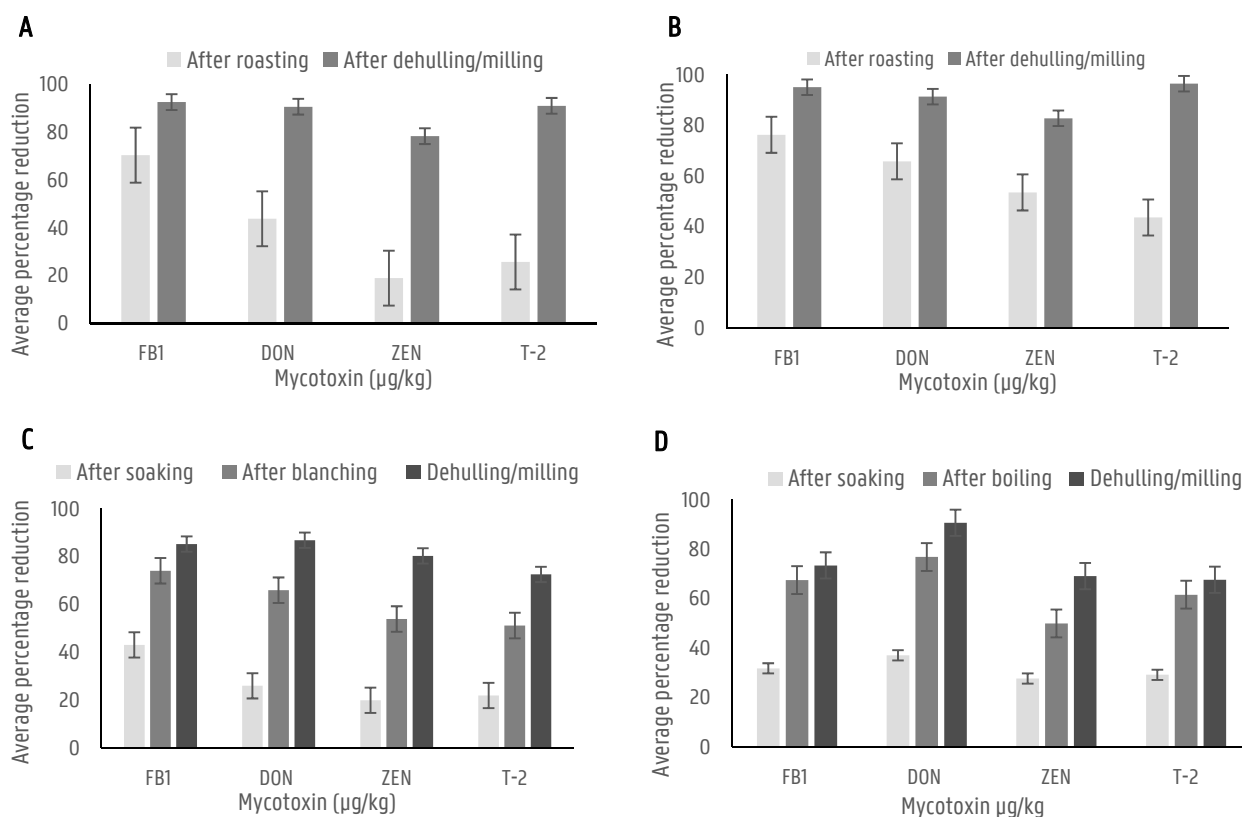 A
After roasting After dehulling/milling
Average percentage reduction
100
80
60
40
20
0
FB1 DON ZEN T-2
Mycotoxin (µg/kg)
B
After roasting After dehulling/milling
Average percentage reduction
100
80
60
40
20
0
FB1 DON ZEN T-2
Mycotoxin (µg/kg)
C
After soaking After blanching Dehulling/milling
Average percentage reduction
100
80
60
40
20
0
FB1 DON ZEN T-2
Mycotoxin (µg/kg)
D
After soaking After boiling Dehulling/milling
Average percentage reduction
100
80
60
40
20
0
FB1 DON ZEN T-2
Mycotoxin µg/kg